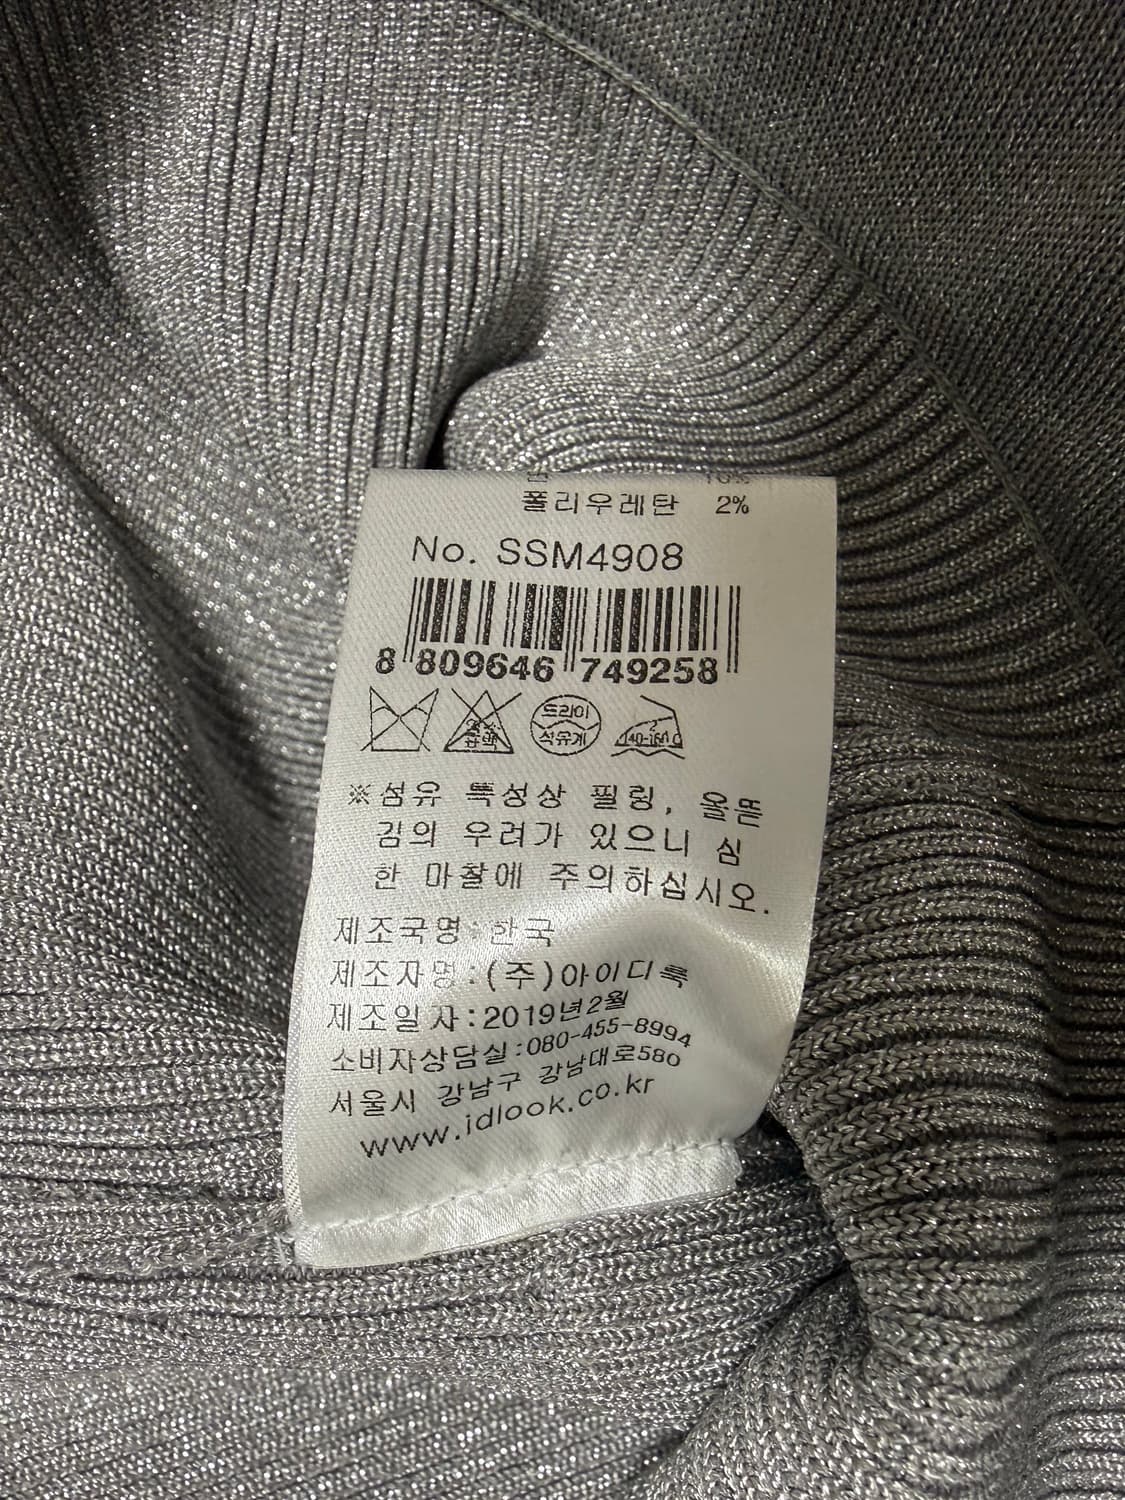 폴리우레탄 2%
No. SSM4908
8 809646 749258
드라이
석유계
140-160℃
※섬유 특성상 필링, 올뜯
김의 우려가 있으니 심
한 마찰에 주의하십시오.
제조국명:한국
제조자명:(주)아이디룩
제조일자:2019년2월
소비자상담실:080-455-8994
서울시 강남구 강남대로580
www.idlook.co.kr